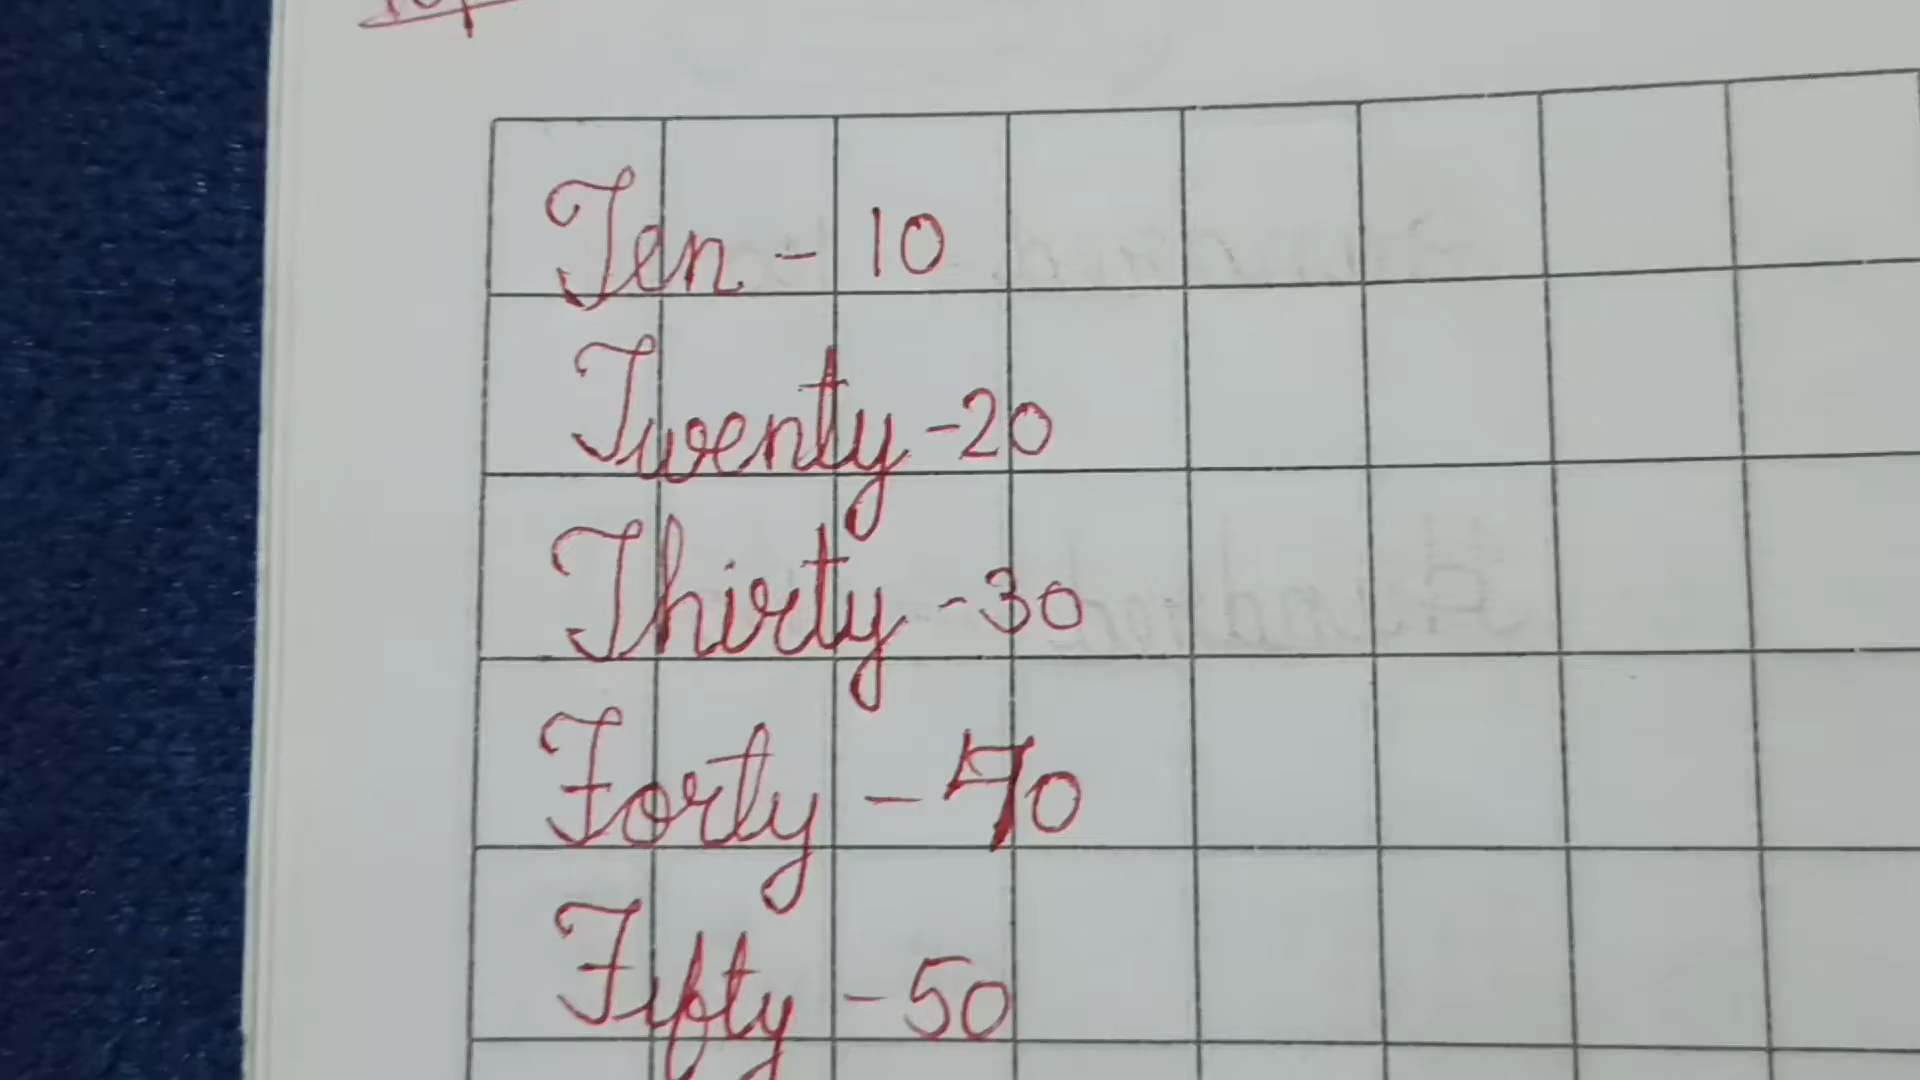 Ten - 10
Twenty - 20
Thirty - 30
Forty - 40
Fifty - 50